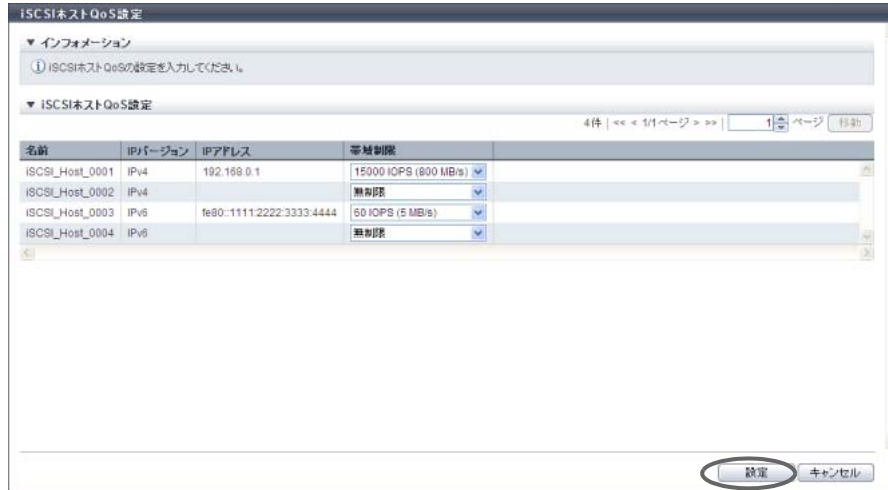 iSCSIホストQoS設定
▼ インフォメーション
iSCSIホストQoSの設定を入力してください。
▼ iSCSIホストQoS設定
4件 | << < 1/1ページ > >> | 1 ページ 移動
名前 IPバージョン IPアドレス 帯域制限
iSCSI_Host_0001 IPv4 192.168.0.1 15000 IOPS (800 MB/s)
iSCSI_Host_0002 IPv4 無制限
iSCSI_Host_0003 IPv6 fe80::1111:2222:3333:4444 60 IOPS (5 MB/s)
iSCSI_Host_0004 IPv6 無制限
設定 キャンセル